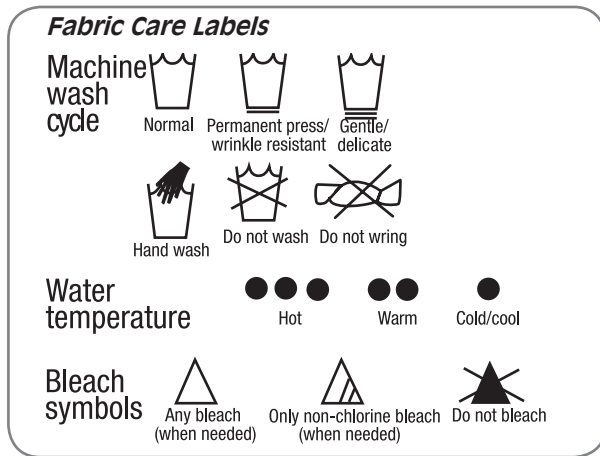 Fabric Care Labels
Machine
wash
cycle
Normal
Permanent press/
wrinkle resistant
Gentle/
delicate
Hand wash
Do not wash
Do not wring
Water
temperature
Hot
Warm
Cold/cool
Bleach
symbols
Any bleach
(when needed)
Only non-chlorine bleach
(when needed)
Do not bleach